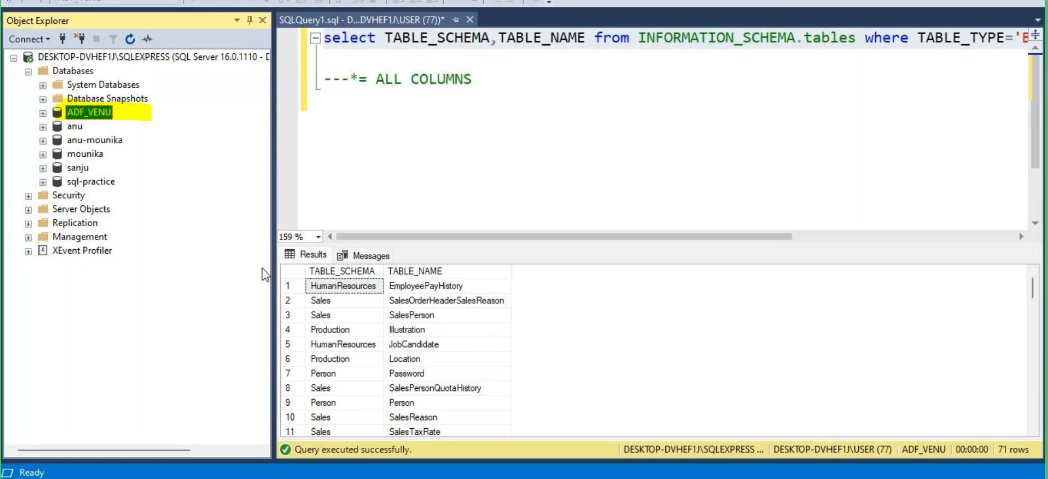 Object Explorer
SQLQuery1.sql - D...DVHEF1J\USER (77))*
Connect
DESKTOP-DVHEF1J\SQLEXPRESS (SQL Server 16.0.1110 - D
Databases
System Databases
Database Snapshots
ADF_VENU
anu
anu-mounika
mounika
sanju
sql-practice
Security
Server Objects
Replication
Management
XEvent Profiler
select TABLE_SCHEMA,TABLE_NAME from INFORMATION_SCHEMA.tables where TABLE_TYPE='B
---*= ALL COLUMNS
159 %
Results Messages
TABLE_SCHEMA TABLE_NAME
1 HumanResources EmployeePayHistory
2 Sales SalesOrderHeaderSalesReason
3 Sales SalesPerson
4 Production Illustration
5 HumanResources JobCandidate
6 Production Location
7 Person Password
8 Sales SalesPersonQuotaHistory
9 Person Person
10 Sales SalesReason
11 Sales SalesTaxRate
Query executed successfully. DESKTOP-DVHEF1J\SQLEXPRESS ... DESKTOP-DVHEF1J\USER (77) ADF_VENU 00:00:00 71 rows
Ready